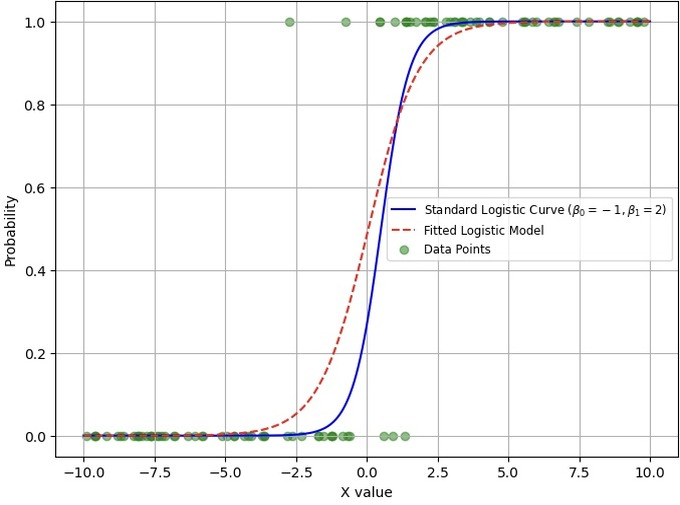 1.0
0.8
0.6
0.4
0.2
0.0
Probability
Standard Logistic Curve (β₀ = −1, β₁ = 2)
Fitted Logistic Model
Data Points
−10.0 −7.5 −5.0 −2.5 0.0 2.5 5.0 7.5 10.0
X value